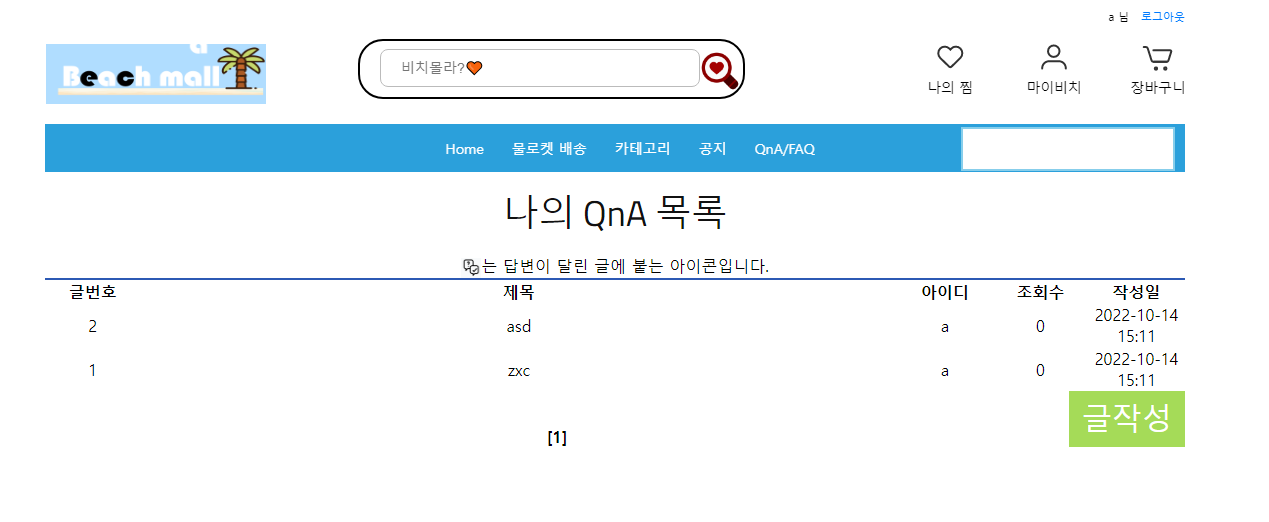 a 님 로그아웃
a
Beach mall
비치몰라?🧡
나의 찜 마이비치 장바구니
Home 물로켓 배송 카테고리 공지 QnA/FAQ
나의 QnA 목록
는 답변이 달린 글에 붙는 아이콘입니다.
글번호 제목 아이디 조회수 작성일
2 asd a 0 2022-10-14 15:11
1 zxc a 0 2022-10-14 15:11
글작성
[1]